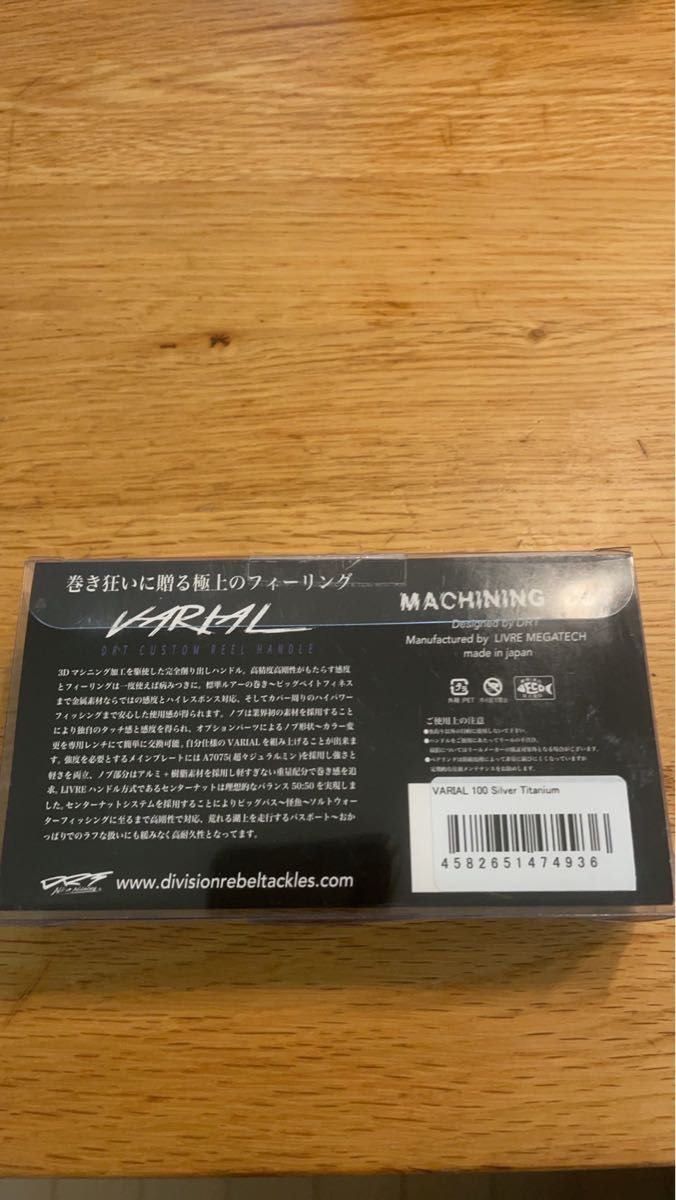 巻き狂いに贈る極上のフィーリング
VARIAL
DRT CUSTOM REEL HANDLE
3Dマシニング加工を駆使した完全削り出しハンドル。高精度高剛性がもたらす感度
とフィーリングは一度使えば病みつきに。標準ルアーの巻き〜ビッグベイトフィネス
まで金属素材ならではの感度とハイレスポンス対応、そしてカバー周りのハイパワー
フィッシングまで安心した使用感が得られます。ノブは業界初の素材を採用すること
により独自のタッチ感と感度を得られ、オプションパーツによるノブ形状〜カラー変
更を専用レンチにて簡単に交換可能。自分仕様のVARIALを組み上げることが出来ま
す。強度を必要とするメインプレートにはA7075(超々ジュラルミン)を採用し強さと
軽さを両立、ノブ部分はアルミ+樹脂素材を採用し軽すぎない重量配分で巻き感を追
求。LIVREハンドル方式であるセンターナットは理想的なバランス50:50を実現しま
した。センターナットシステムを採用することによりビッグバス〜怪魚〜ソルトウォー
ターフィッシングに至るまで高剛性で対応、荒れる湖上を走行するバスボート〜おか
っぱりでのラフな扱いにも緩みなく高耐久性となってます。
DRT
www.divisionrebeltackles.com
MACHINING
Designed by DRT
Manufactured by LIVRE MEGATECH
made in japan
外箱:PET
ポイ捨て禁止
FECO
ご使用上の注意
VARIAL 100 Silver Titanium
4582651474936